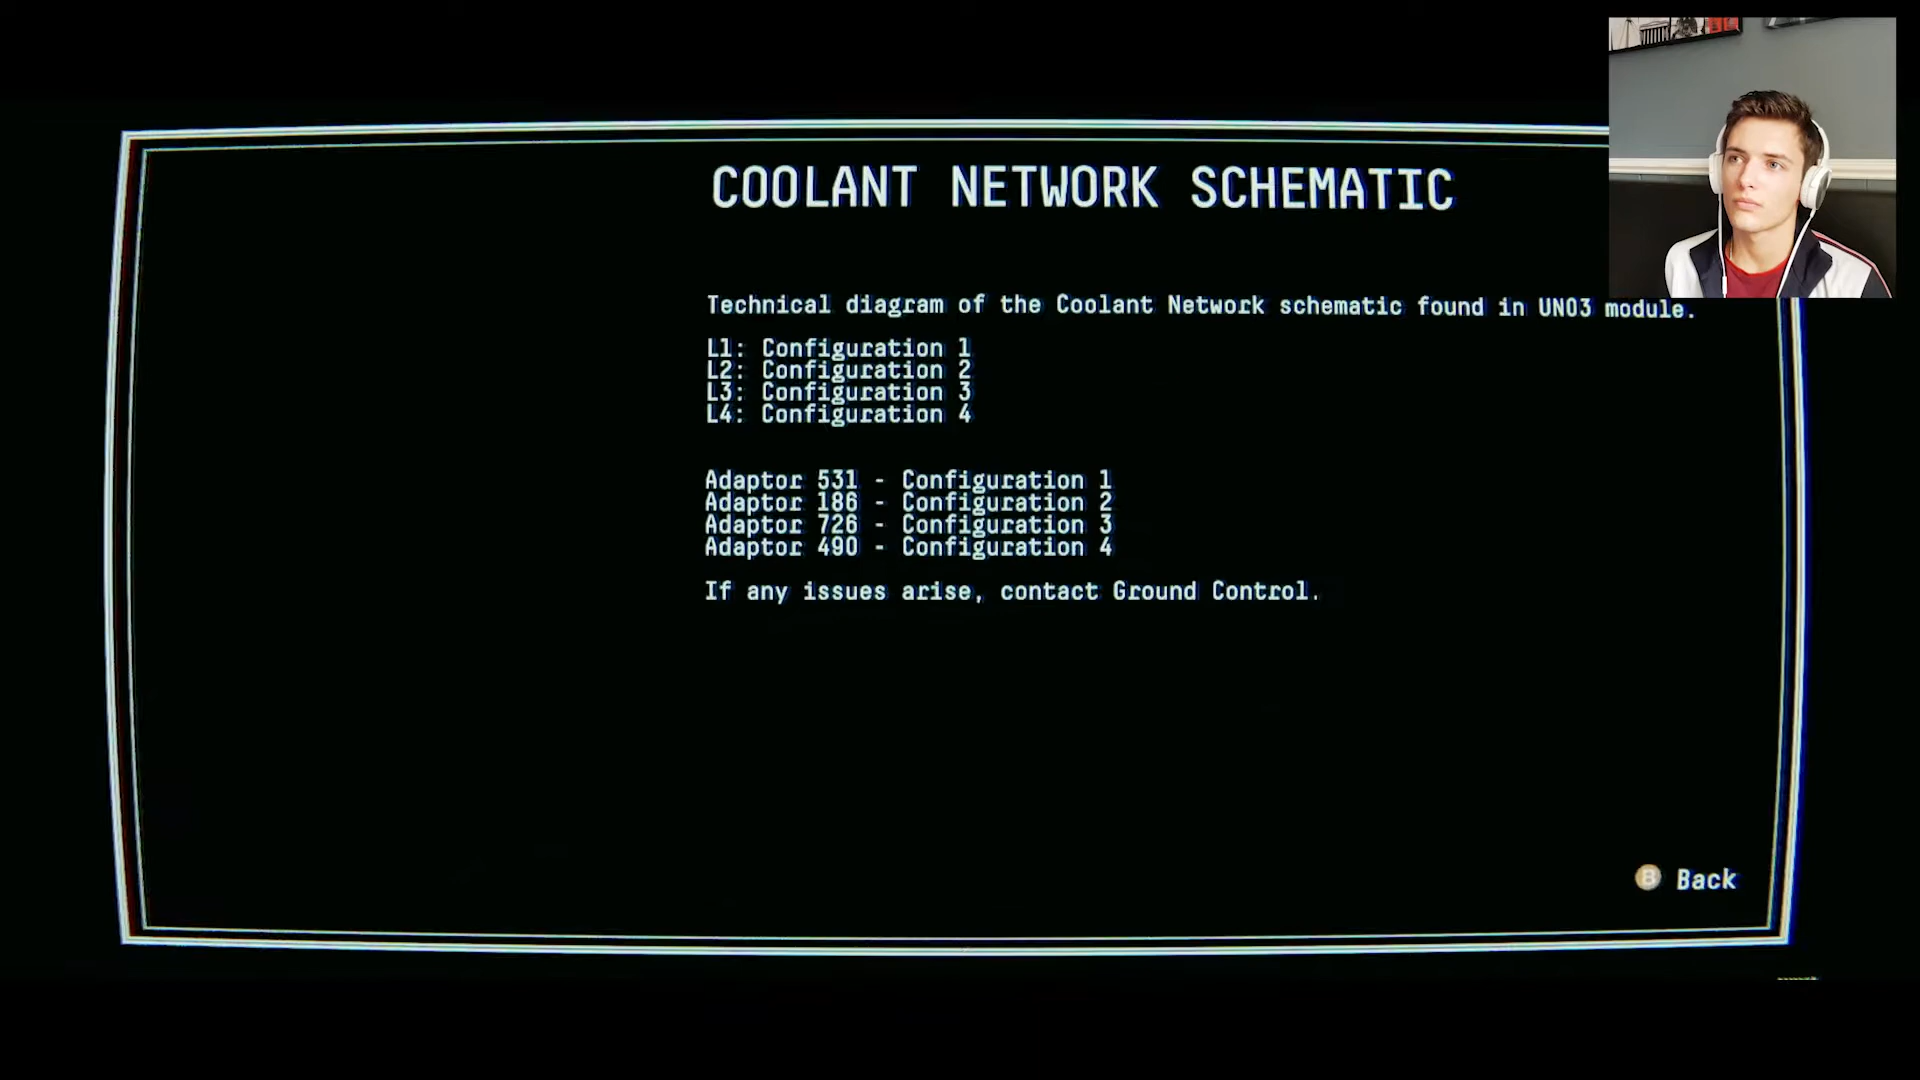 COOLANT NETWORK SCHEMATIC
Technical diagram of the Coolant Network schematic found in UNO3 module.
L1: Configuration 1
L2: Configuration 2
L3: Configuration 3
L4: Configuration 4
Adaptor 531 - Configuration 1
Adaptor 186 - Configuration 2
Adaptor 726 - Configuration 3
Adaptor 490 - Configuration 4
If any issues arise, contact Ground Control.
B Back